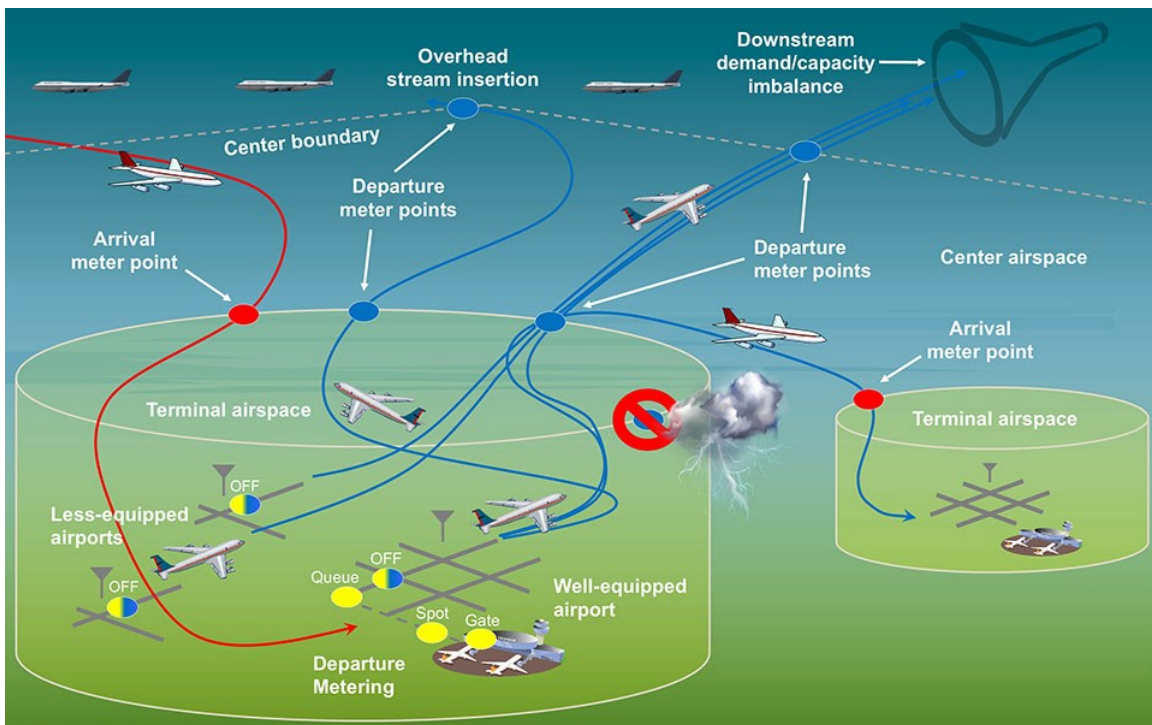 Overhead
stream insertion
Downstream
demand/capacity
imbalance
Center boundary
Departure
meter points
Arrival
meter point
Departure
meter points
Center airspace
Arrival
meter point
Terminal airspace
Terminal airspace
OFF
Less-equipped
airports
OFF
Queue
OFF
Well-equipped
airport
Spot
Gate
Departure
Metering